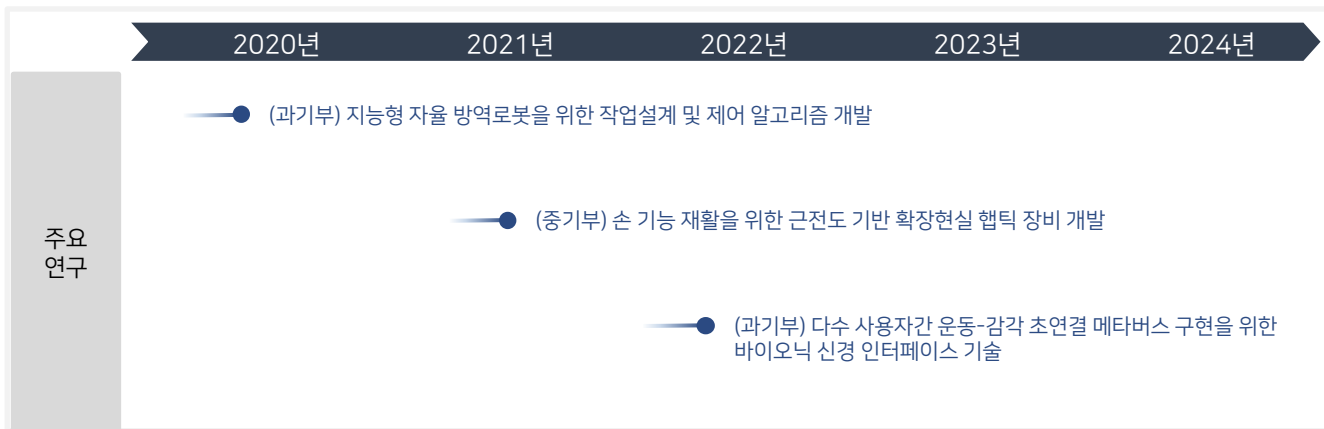 2020년 2021년 2022년 2023년 2024년
(과기부) 지능형 자율 방역로봇을 위한 작업설계 및 제어 알고리즘 개발
(중기부) 손 기능 재활을 위한 근전도 기반 확장현실 햅틱 장비 개발
주요
연구
(과기부) 다수 사용자간 운동-감각 초연결 메타버스 구현을 위한
바이오닉 신경 인터페이스 기술